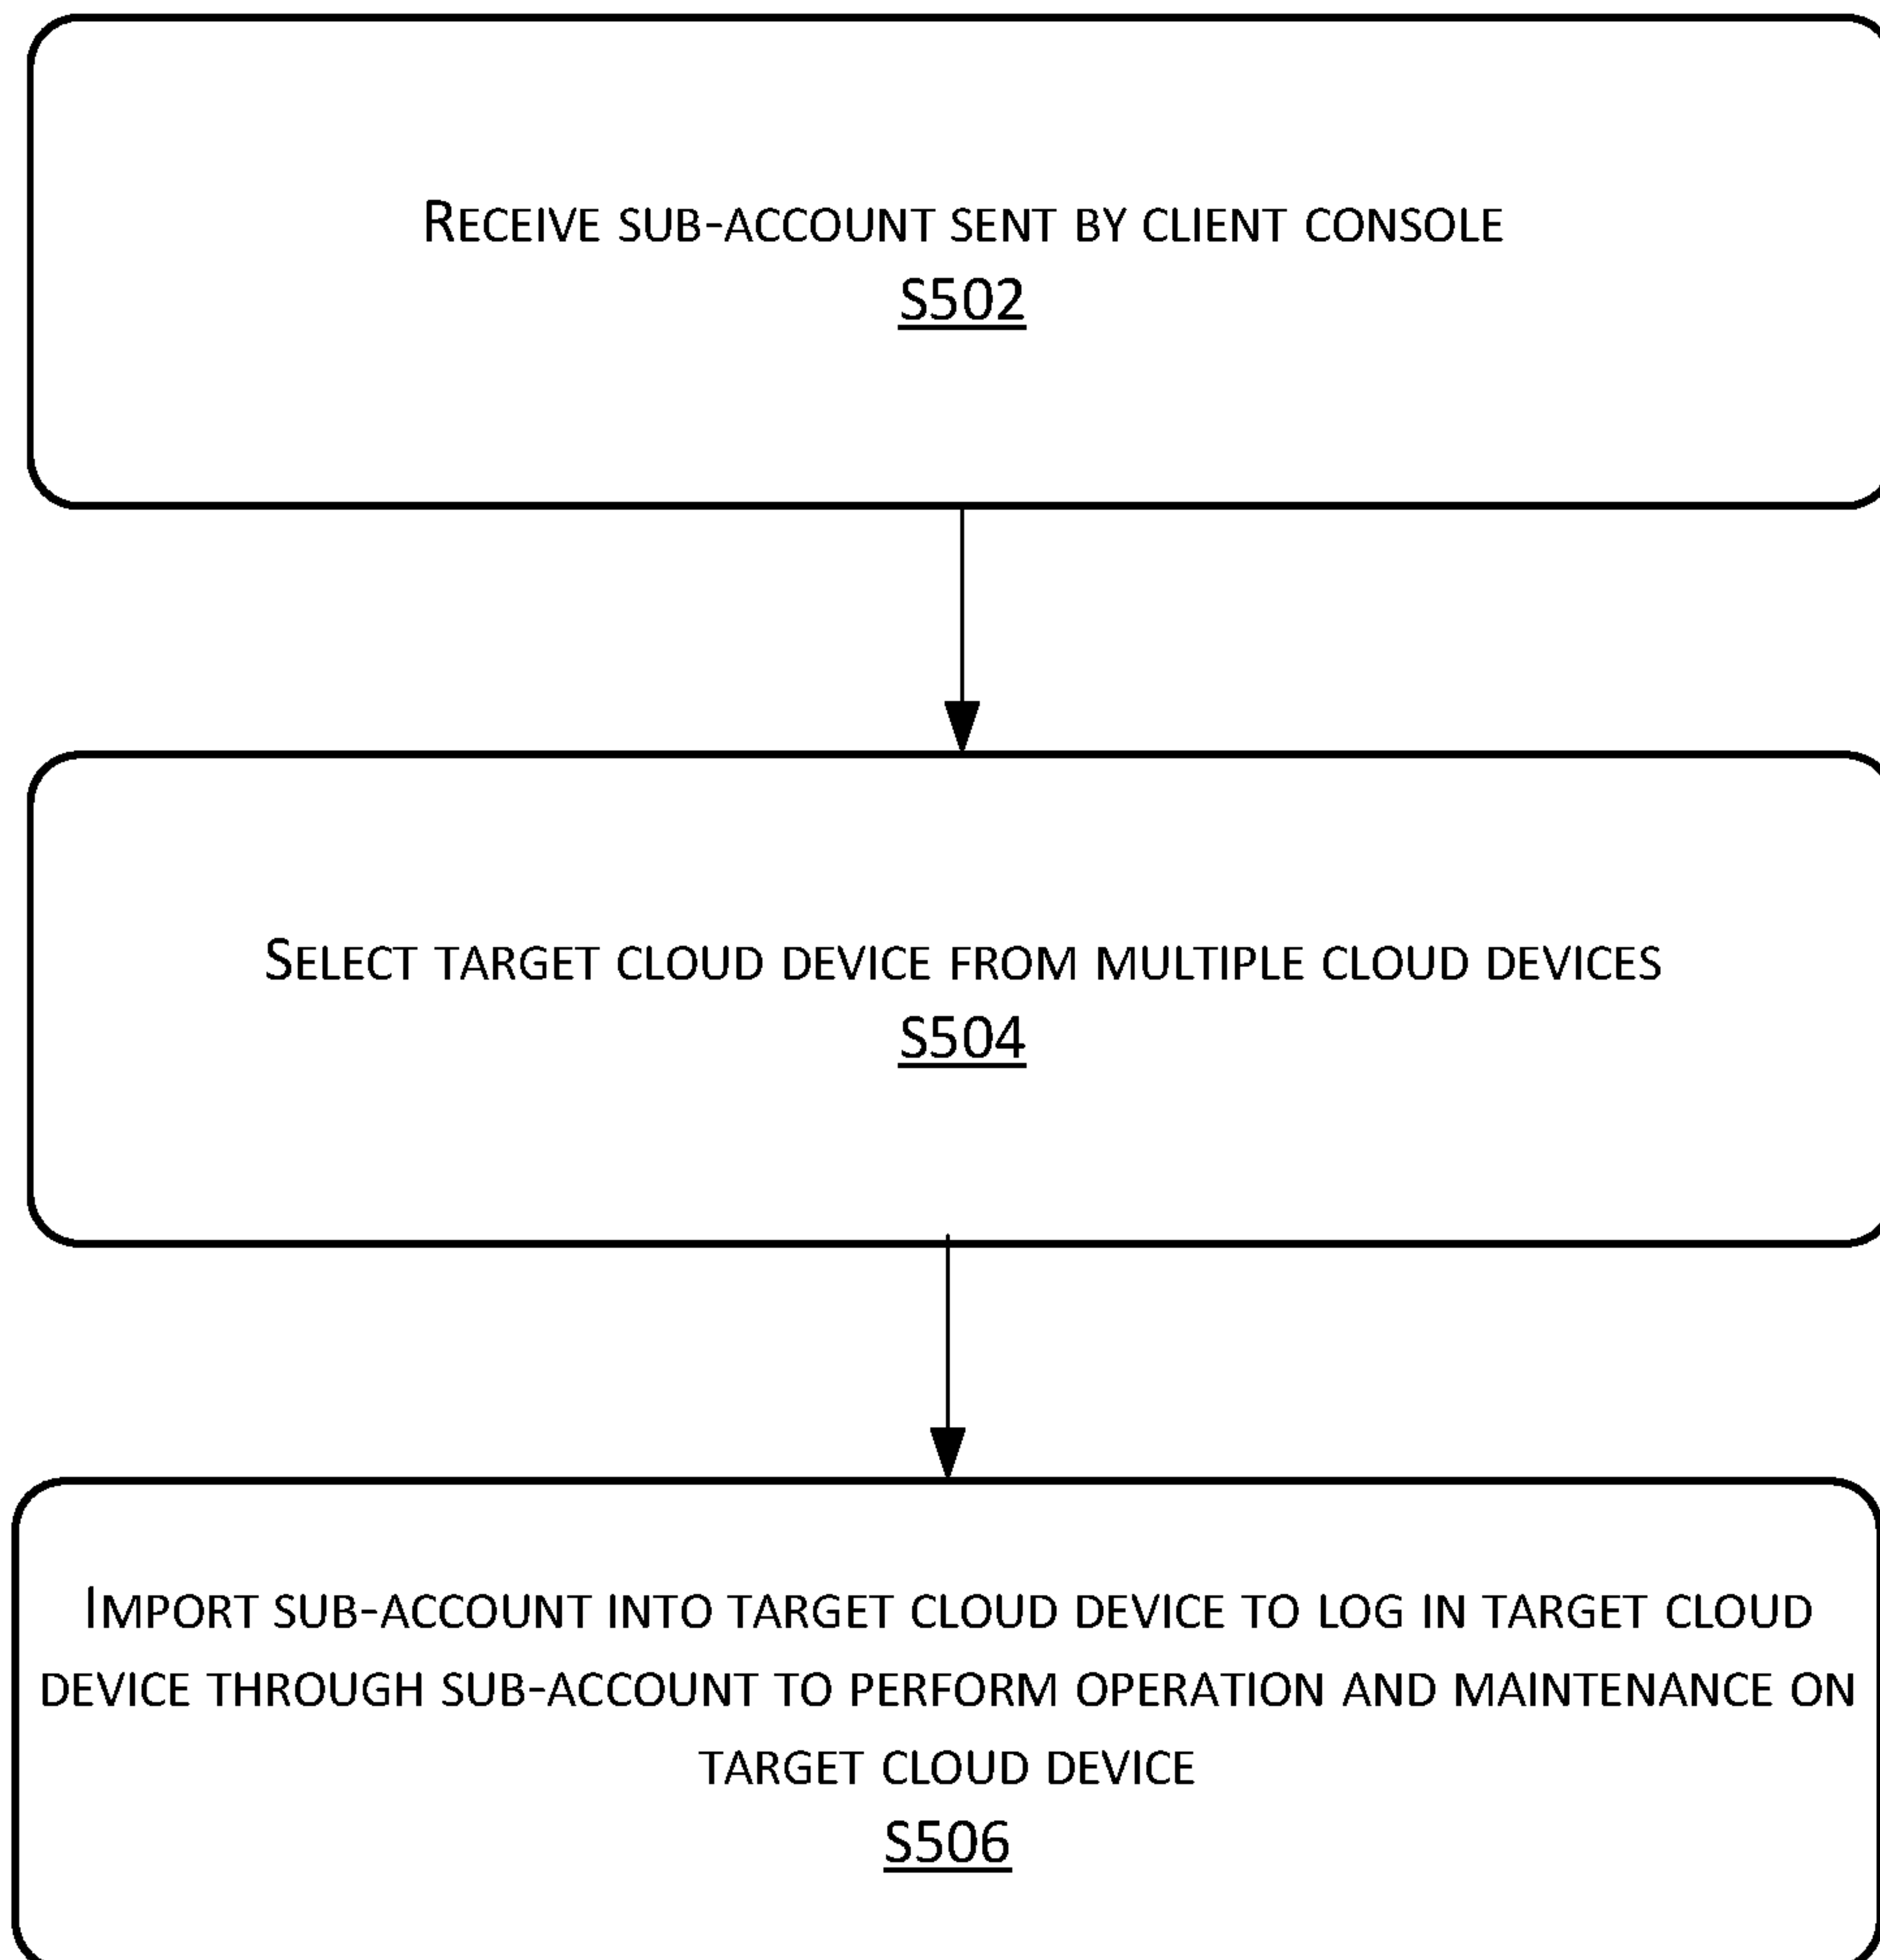 Receive sub-account sent by client console
S502
Select target cloud device from multiple cloud devices
S504
Import sub-account into target cloud device to log in target cloud
device through sub-account to perform operation and maintenance on
target cloud device
S506